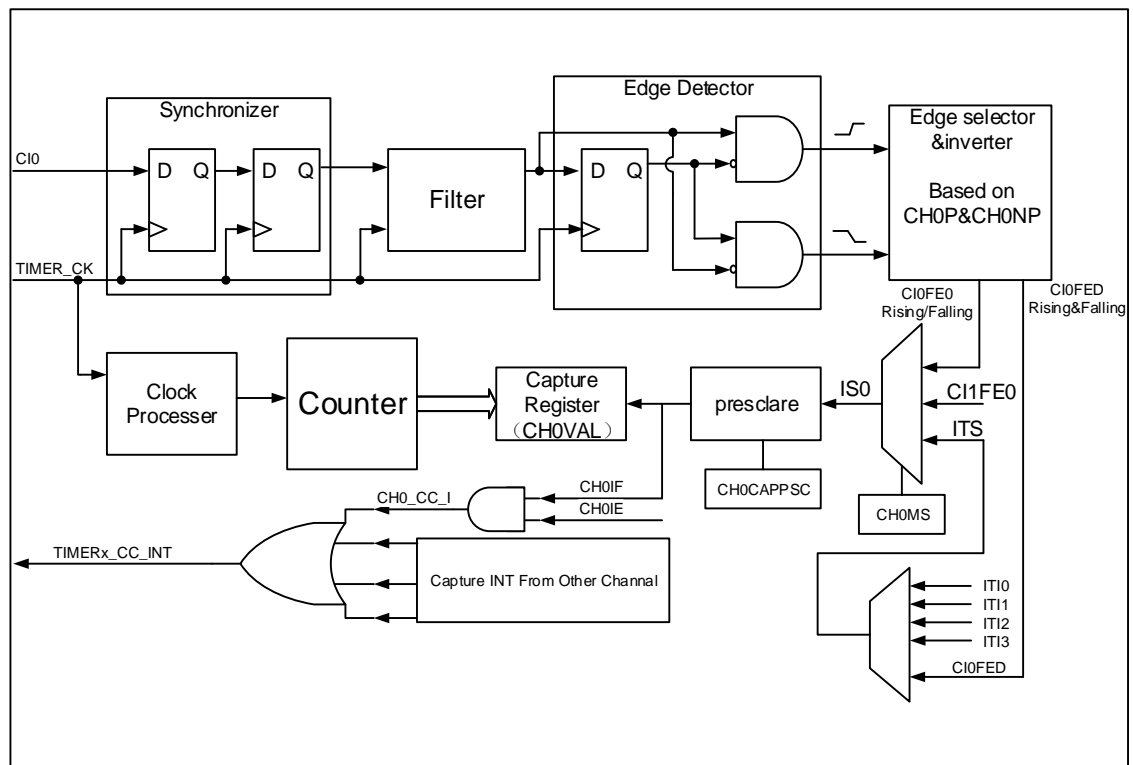 Synchronizer
Edge Detector
CI0
D Q
D Q
Filter
D Q
Edge selector
&inverter
Based on
CH0P&CH0NP
TIMER_CK
CI0FE0
Rising/Falling
CI0FED
Rising&Falling
Clock
Processer
Counter
Capture
Register
（CH0VAL）
presclare
IS0
CI1FE0
ITS
CH0CAPPSC
CH0MS
CH0_CC_I
CH0IF
CH0IE
TIMERx_CC_INT
Capture INT From Other Channal
ITI0
ITI1
ITI2
ITI3
CI0FED